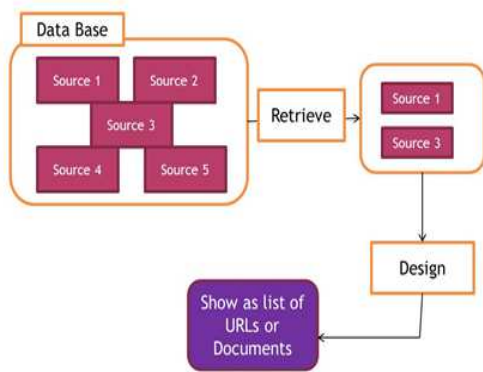 Data Base
Source 1
Source 2
Source 3
Source 4
Source 5
Retrieve
Source 1
Source 3
Design
Show as list of
URLs or
Documents